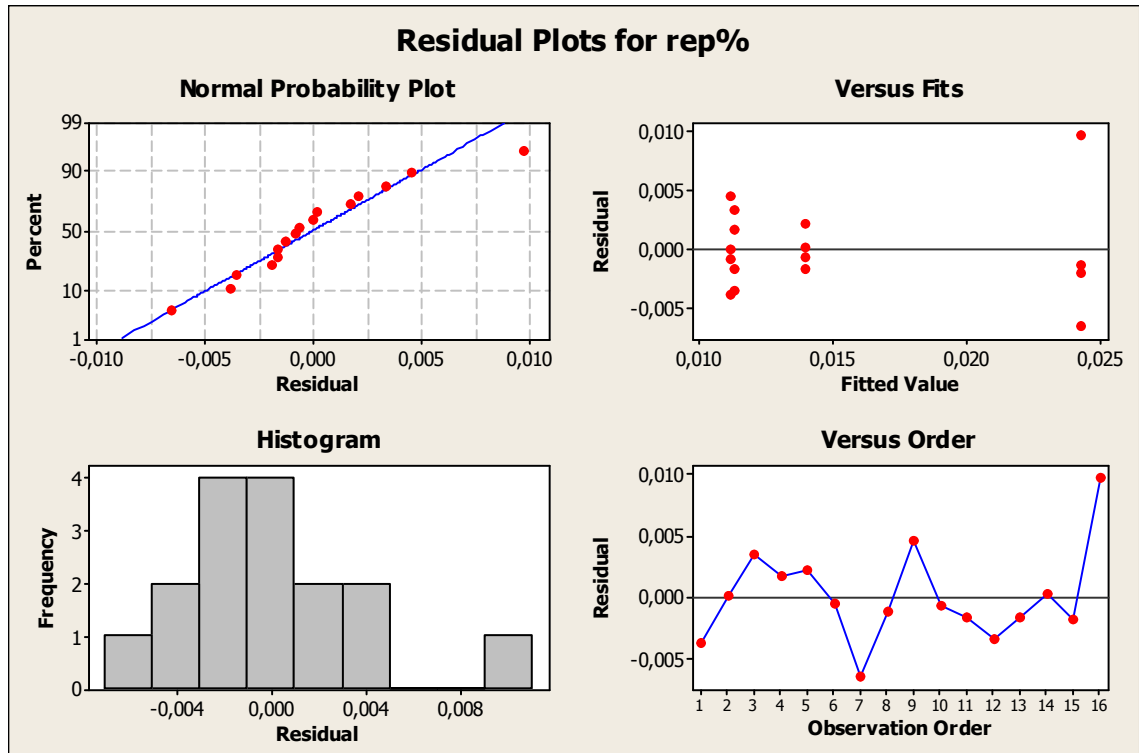 Residual Plots for rep%
Normal Probability Plot
99
90
50
10
1
Percent
-0,010 -0,005 0,000 0,005 0,010
Residual
Versus Fits
0,010
0,005
0,000
-0,005
Residual
0,010 0,015 0,020 0,025
Fitted Value
Histogram
4
3
2
1
0
Frequency
-0,004 0,000 0,004 0,008
Residual
Versus Order
0,010
0,005
0,000
-0,005
Residual
1 2 3 4 5 6 7 8 9 10 11 12 13 14 15 16
Observation Order